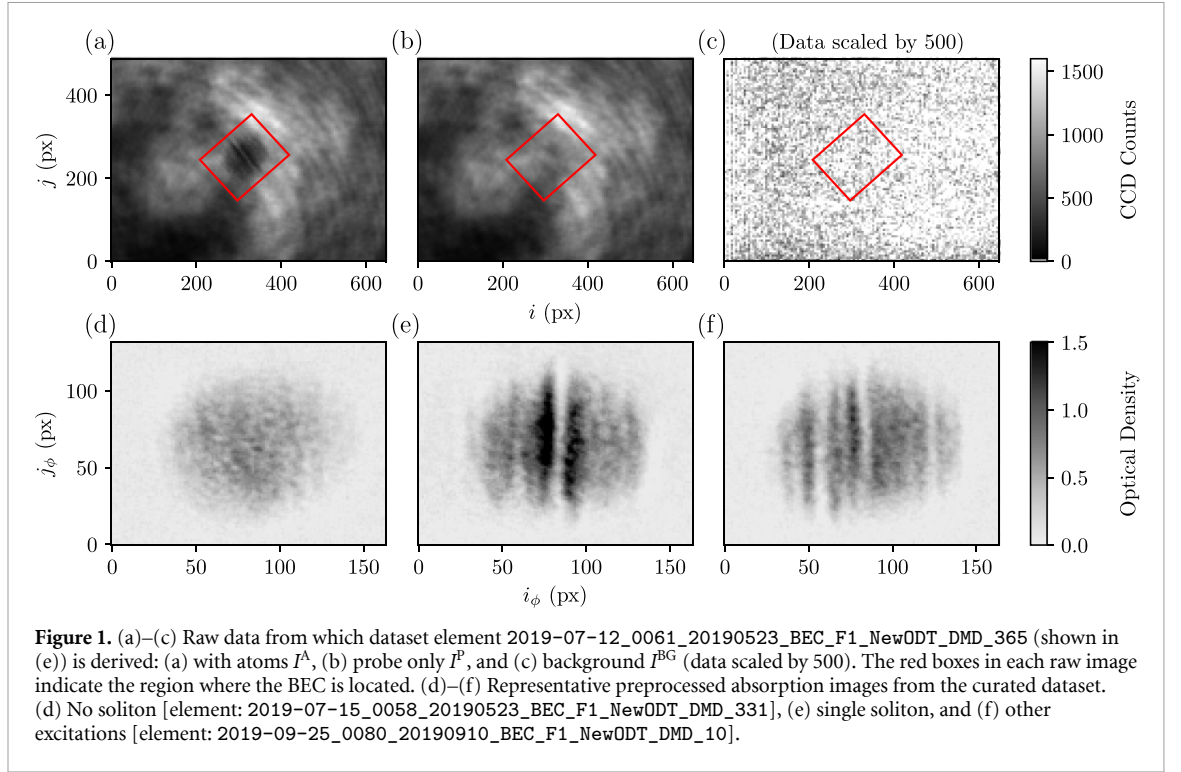 (a)
(b)
(c)
(Data scaled by 500)
400
200
0
j (px)
0
200
400
600
0
200
400
600
0
200
400
600
i (px)
1500
1000
500
0
CCD Counts
(d)
(e)
(f)
100
50
0
jϕ (px)
0
50
100
150
0
50
100
150
0
50
100
150
iϕ (px)
1.5
1.0
0.5
0.0
Optical Density
Figure 1. (a)–(c) Raw data from which dataset element 2019-07-12_0061_20190523_BEC_F1_NewODT_DMD_365 (shown in
(e)) is derived: (a) with atoms I^A, (b) probe only I^P, and (c) background I^BG (data scaled by 500). The red boxes in each raw image
indicate the region where the BEC is located. (d)–(f) Representative preprocessed absorption images from the curated dataset.
(d) No soliton [element: 2019-07-15_0058_20190523_BEC_F1_NewODT_DMD_331], (e) single soliton, and (f) other
excitations [element: 2019-09-25_0080_20190910_BEC_F1_NewODT_DMD_10].